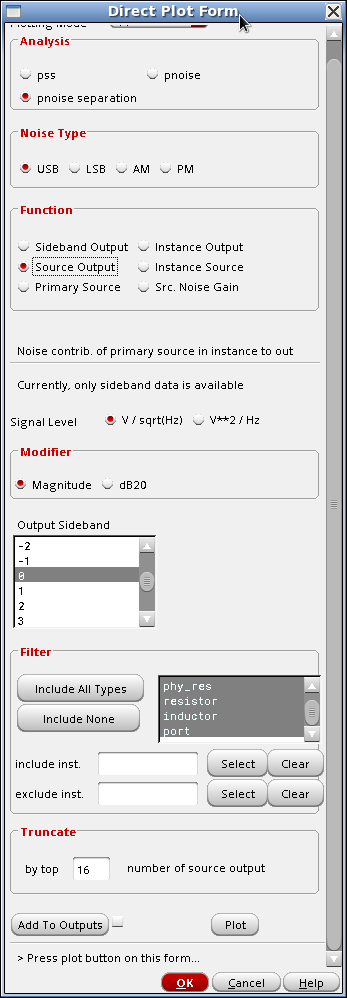 Direct Plot Form
Plotting Mode
Analysis
pss pnoise
pnoise separation
Noise Type
USB LSB AM PM
Function
Sideband Output Instance Output
Source Output Instance Source
Primary Source Src. Noise Gain
Noise contrib. of primary source in instance to out
Currently, only sideband data is available
Signal Level V / sqrt(Hz) V**2 / Hz
Modifier
Magnitude dB20
Output Sideband
-2
-1
0
1
2
3
Filter
Include All Types
Include None
phy_res
resistor
inductor
port
include inst. Select Clear
exclude inst. Select Clear
Truncate
by top 16 number of source output
Add To Outputs Plot
> Press plot button on this form...
OK Cancel Help